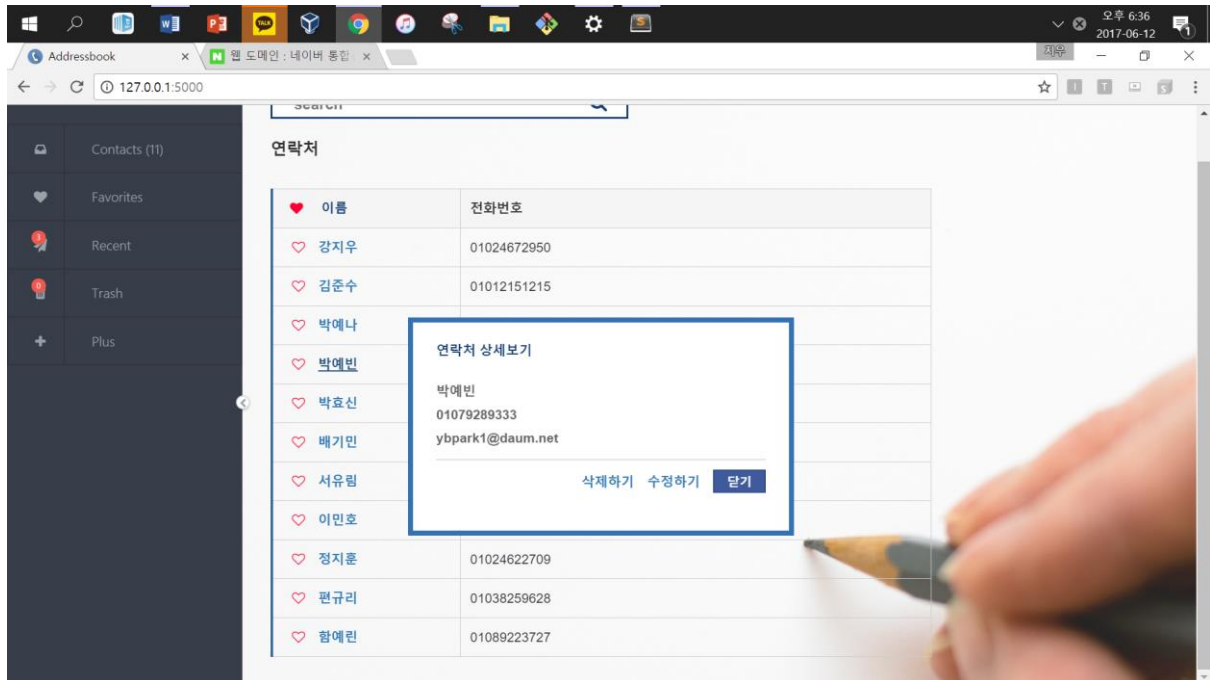 오후 6:36
2017-06-12
Addressbook
웹 도메인 : 네이버 통합
지우
127.0.0.1:5000
search
Contacts (11)
연락처
Favorites
이름 전화번호
Recent
3
강지우 01024672950
Trash
0
김준수 01012151215
Plus
박예나
박예빈
박효신
배기민
서유림
이민호
정지훈 01024622709
편규리 01038259628
함예린 01089223727
연락처 상세보기
박예빈
01079289333
ybpark1@daum.net
삭제하기 수정하기 닫기